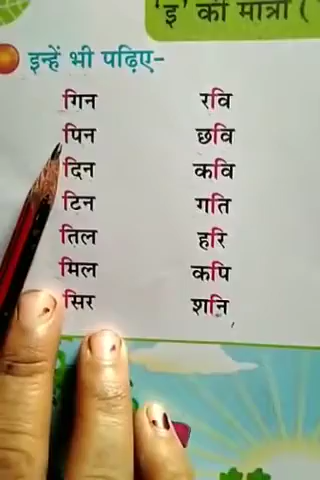 'इ' की मात्रा (
इन्हें भी पढ़िए-
गिन रवि
पिन छवि
दिन कवि
टिन गति
तिल हरि
मिल कपि
सिर शनि